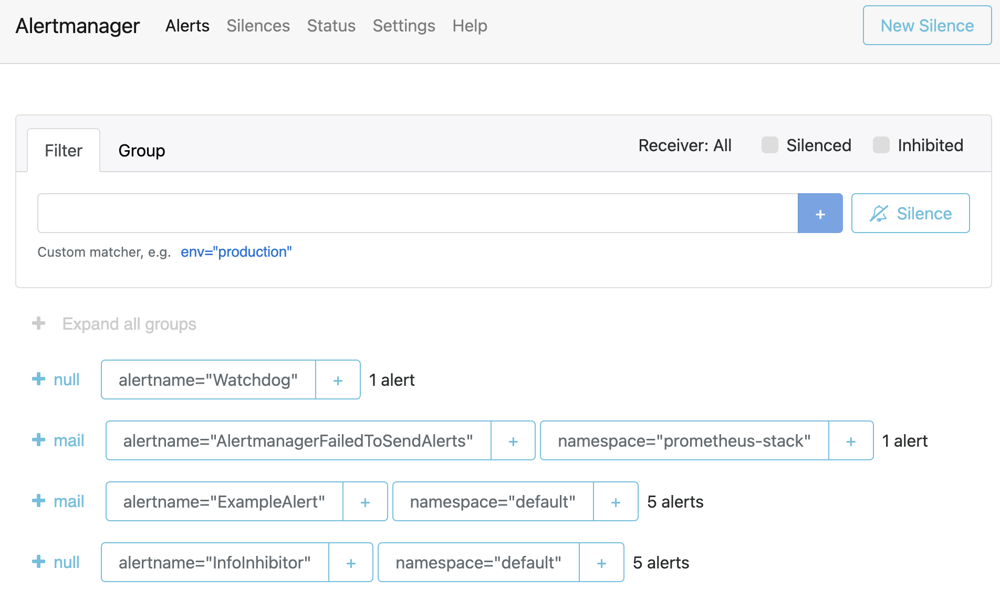 Alertmanager Alerts Silences Status Settings Help New Silence
Filter Group Receiver: All Silenced Inhibited
+ Silence
Custom matcher, e.g. env="production"
+ Expand all groups
+ null alertname="Watchdog" + 1 alert
+ mail alertname="AlertmanagerFailedToSendAlerts" + namespace="prometheus-stack" + 1 alert
+ mail alertname="ExampleAlert" + namespace="default" + 5 alerts
+ null alertname="InfoInhibitor" + namespace="default" + 5 alerts